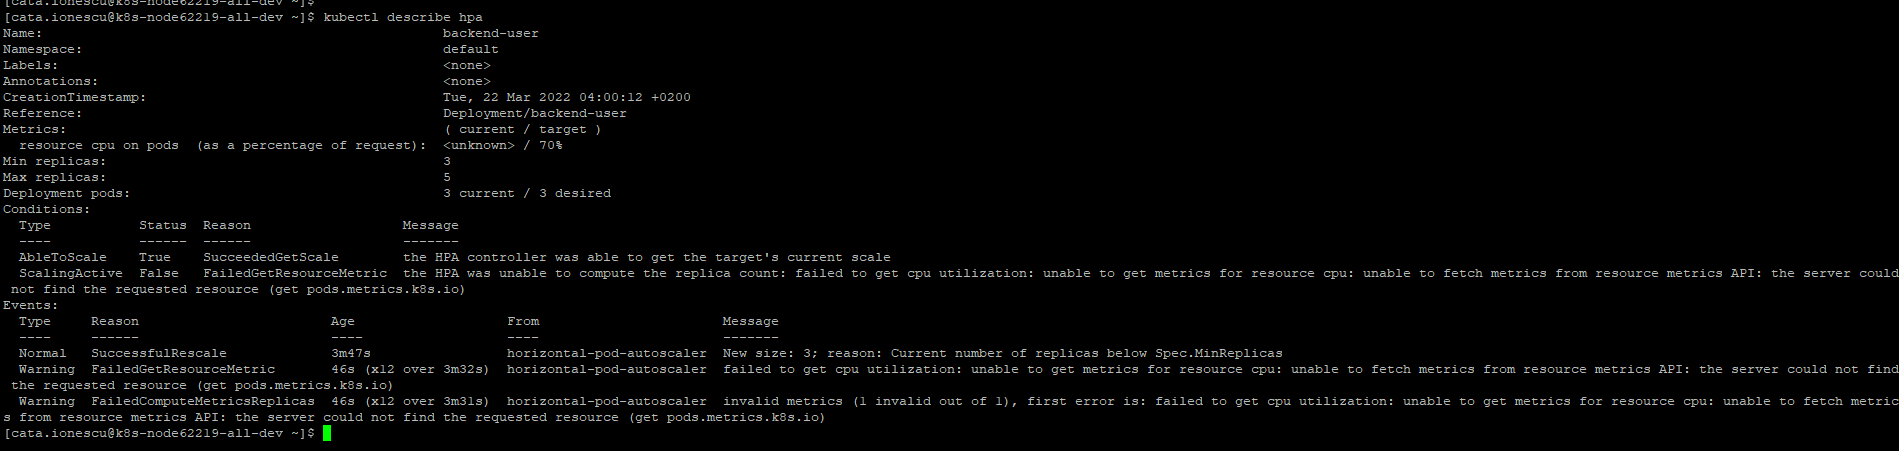 [cata.ionescu@k8s-node62219-all-dev ~]$
[cata.ionescu@k8s-node62219-all-dev ~]$ kubectl describe hpa
Name:                                                  backend-user
Namespace:                                             default
Labels:                                                <none>
Annotations:                                           <none>
CreationTimestamp:                                     Tue, 22 Mar 2022 04:00:12 +0200
Reference:                                             Deployment/backend-user
Metrics:                                               ( current / target )
  resource cpu on pods  (as a percentage of request):  <unknown> / 70%
Min replicas:                                          3
Max replicas:                                          5
Deployment pods:                                       3 current / 3 desired
Conditions:
  Type           Status  Reason                   Message
  ----           ------  ------                   -------
  AbleToScale    True    SucceededGetScale        the HPA controller was able to get the target's current scale
  ScalingActive  False   FailedGetResourceMetric  the HPA was unable to compute the replica count: failed to get cpu utilization: unable to get metrics for resource cpu: unable to fetch metrics from resource metrics API: the server could
 not find the requested resource (get pods.metrics.k8s.io)
Events:
  Type     Reason                        Age                   From                       Message
  ----     ------                        ----                  ----                       -------
  Normal   SuccessfulRescale             3m47s                 horizontal-pod-autoscaler  New size: 3; reason: Current number of replicas below Spec.MinReplicas
  Warning  FailedGetResourceMetric       46s (x12 over 3m32s)  horizontal-pod-autoscaler  failed to get cpu utilization: unable to get metrics for resource cpu: unable to fetch metrics from resource metrics API: the server could not find
 the requested resource (get pods.metrics.k8s.io)
  Warning  FailedComputeMetricsReplicas  46s (x12 over 3m31s)  horizontal-pod-autoscaler  invalid metrics (1 invalid out of 1), first error is: failed to get cpu utilization: unable to get metrics for resource cpu: unable to fetch metric
s from resource metrics API: the server could not find the requested resource (get pods.metrics.k8s.io)
[cata.ionescu@k8s-node62219-all-dev ~]$